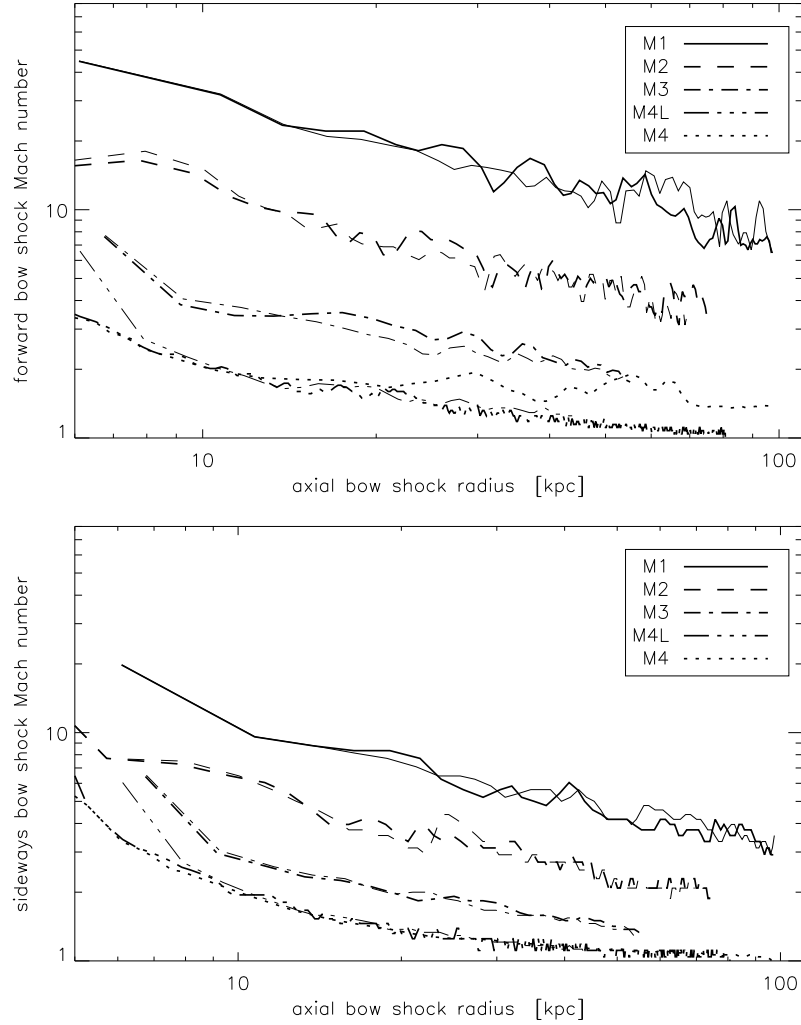 M1
M2
M3
M4L
M4
forward bow shock Mach number
10
1
10
100
axial bow shock radius [kpc]
M1
M2
M3
M4L
M4
sideways bow shock Mach number
10
1
10
100
axial bow shock radius [kpc]